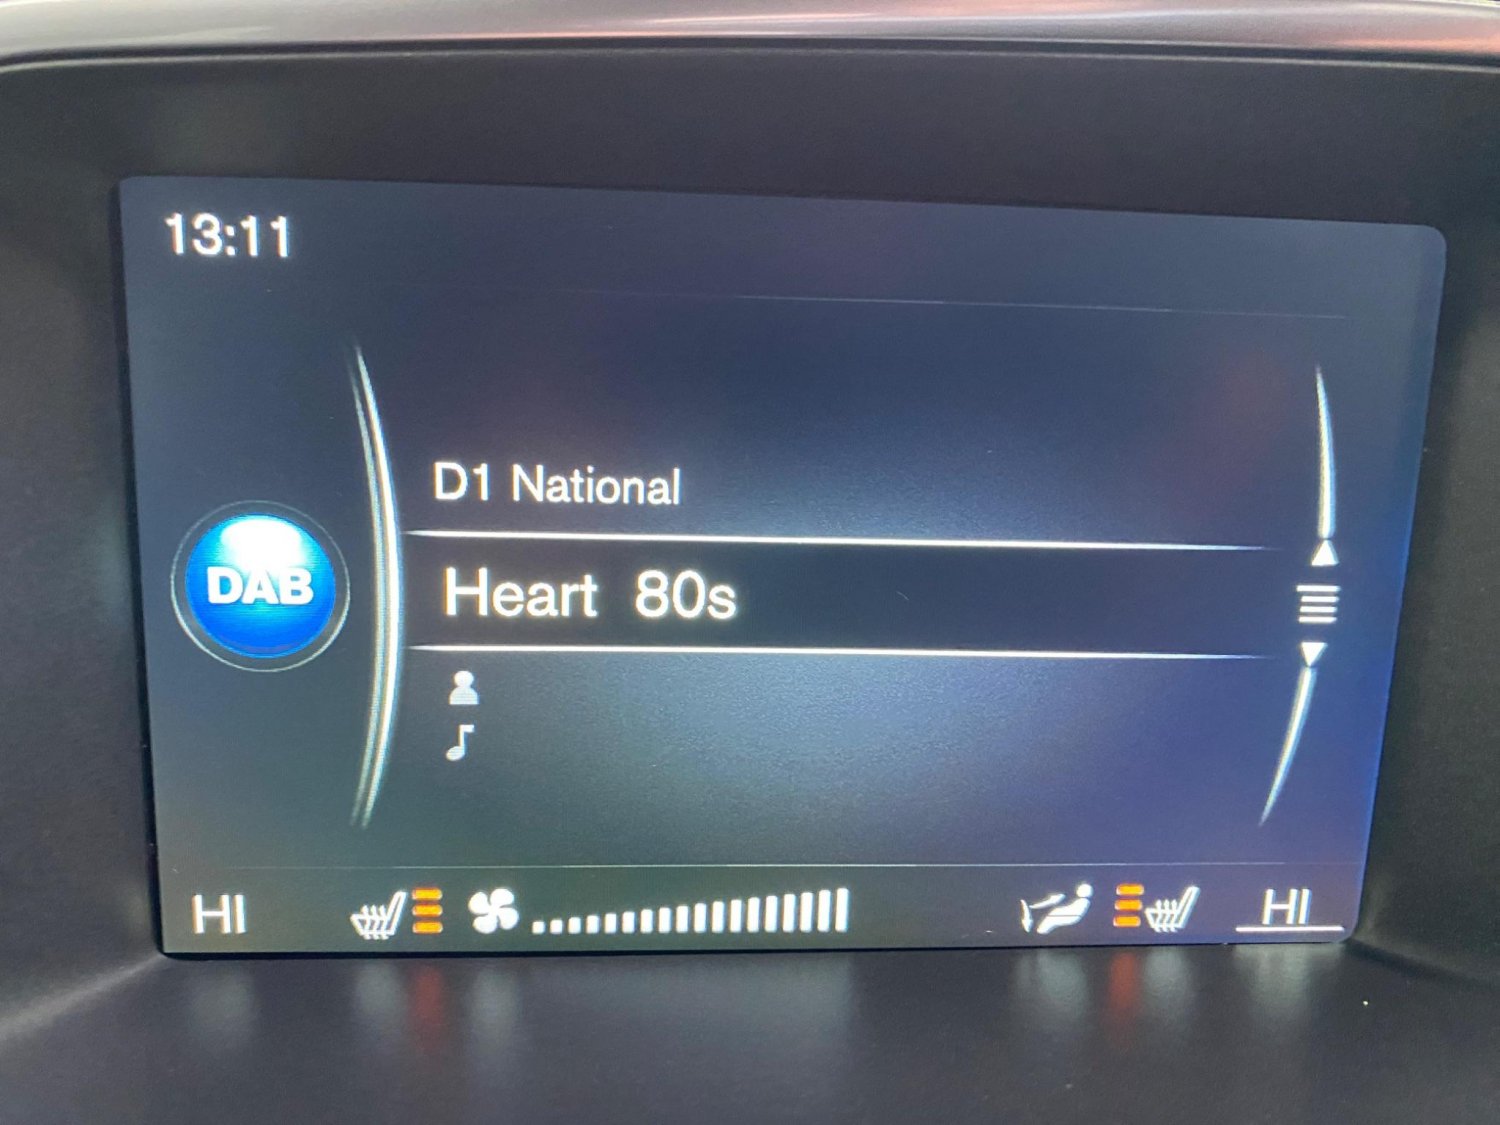 13:11
D1 National
DAB
Heart 80s
HI
HI